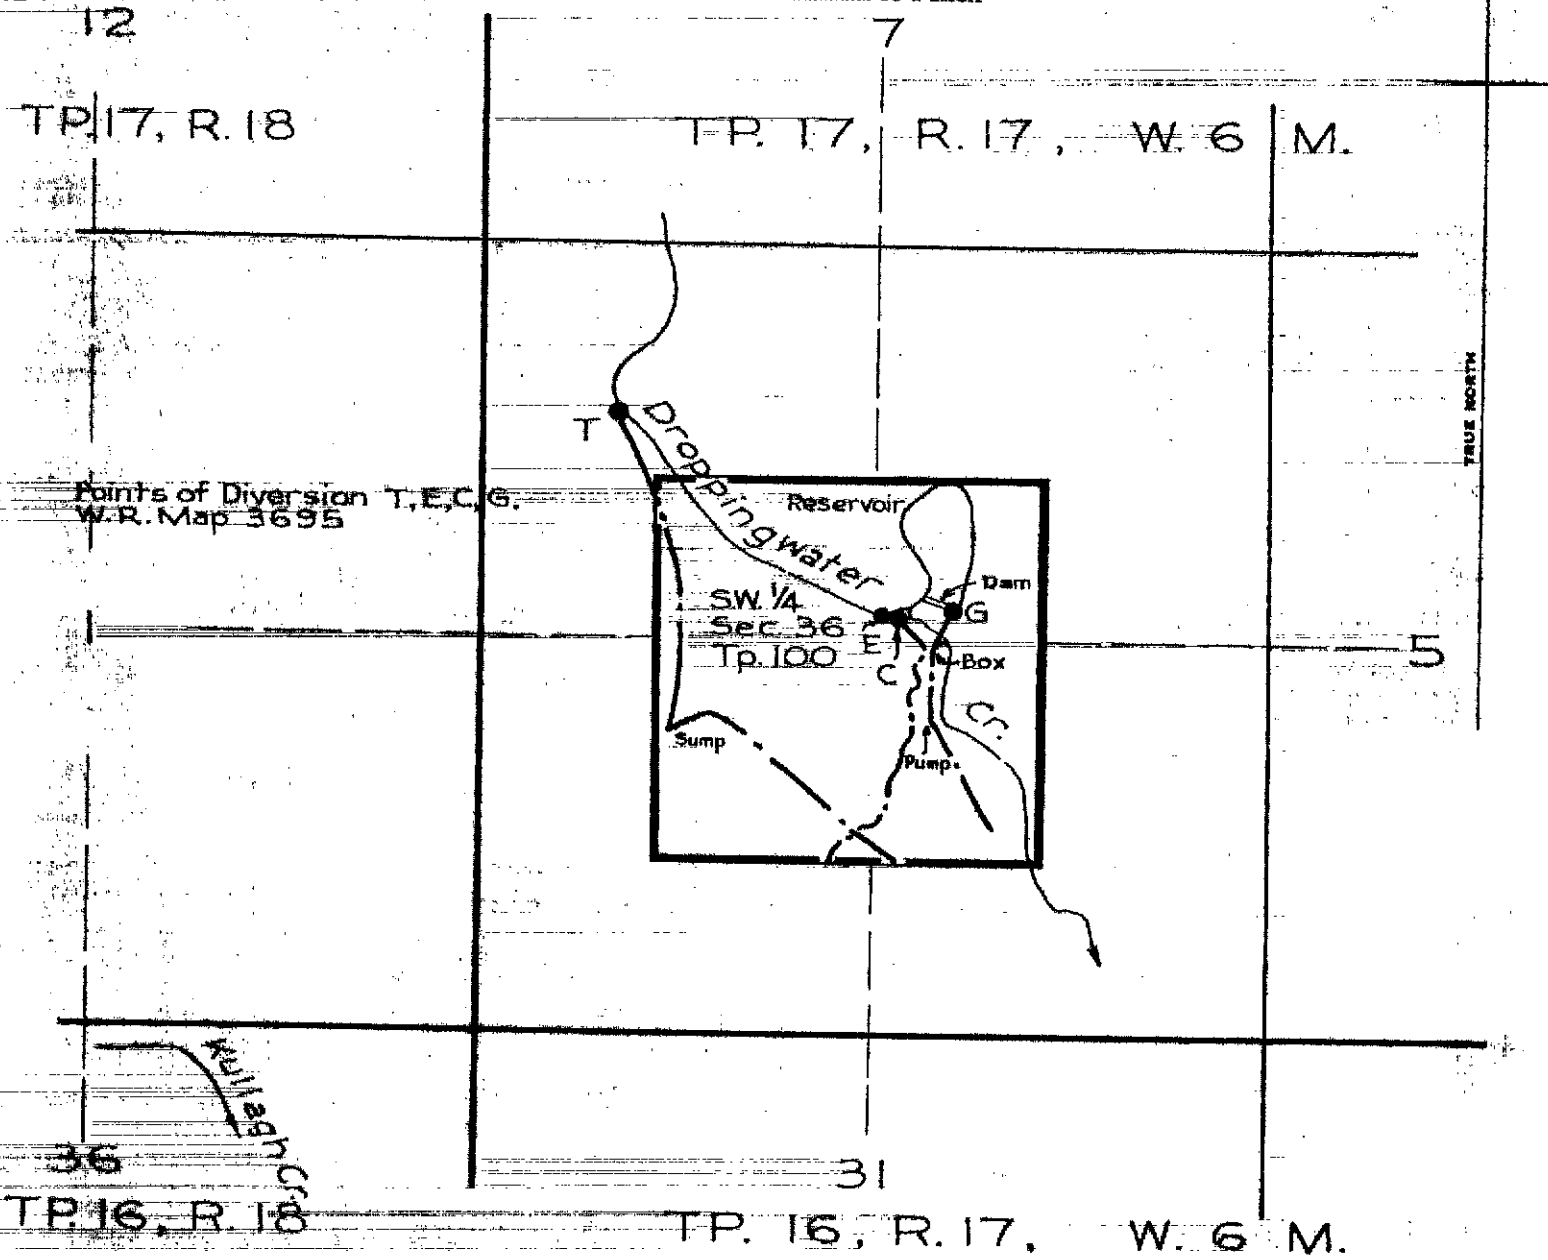 12
7
TP. 17, R. 18
TP. 17, R. 17, W. 6 M.
TRUE NORTH
T
Droppingwater
Points of Diversion T,E,C,G.
W.R. Map 3695
Reservoir
Dam
SW. 1/4
Sec 36
Tp. 100
E
G
C
Box
1
5
Cr.
Sump
Pump
Kullagh Cr.
36
31
TP. 16, R. 18
TP. 16, R. 17, W. 6 M.